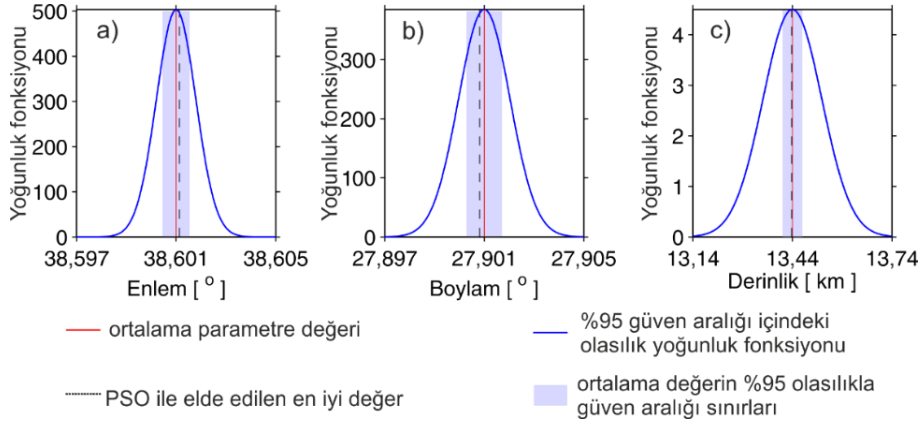 a)
Yoğunluk fonksiyonu
500
400
300
200
100
0
38,597
38,601
38,605
Enlem [ º ]
b)
Yoğunluk fonksiyonu
300
200
100
0
27,897
27,901
27,905
Boylam [ º ]
c)
Yoğunluk fonksiyonu
4
3
2
1
0
13,14
13,44
13,74
Derinlik [ km ]
ortalama parametre değeri
PSO ile elde edilen en iyi değer
%95 güven aralığı içindeki
olasılık yoğunluk fonksiyonu
ortalama değerin %95 olasılıkla
güven aralığı sınırları